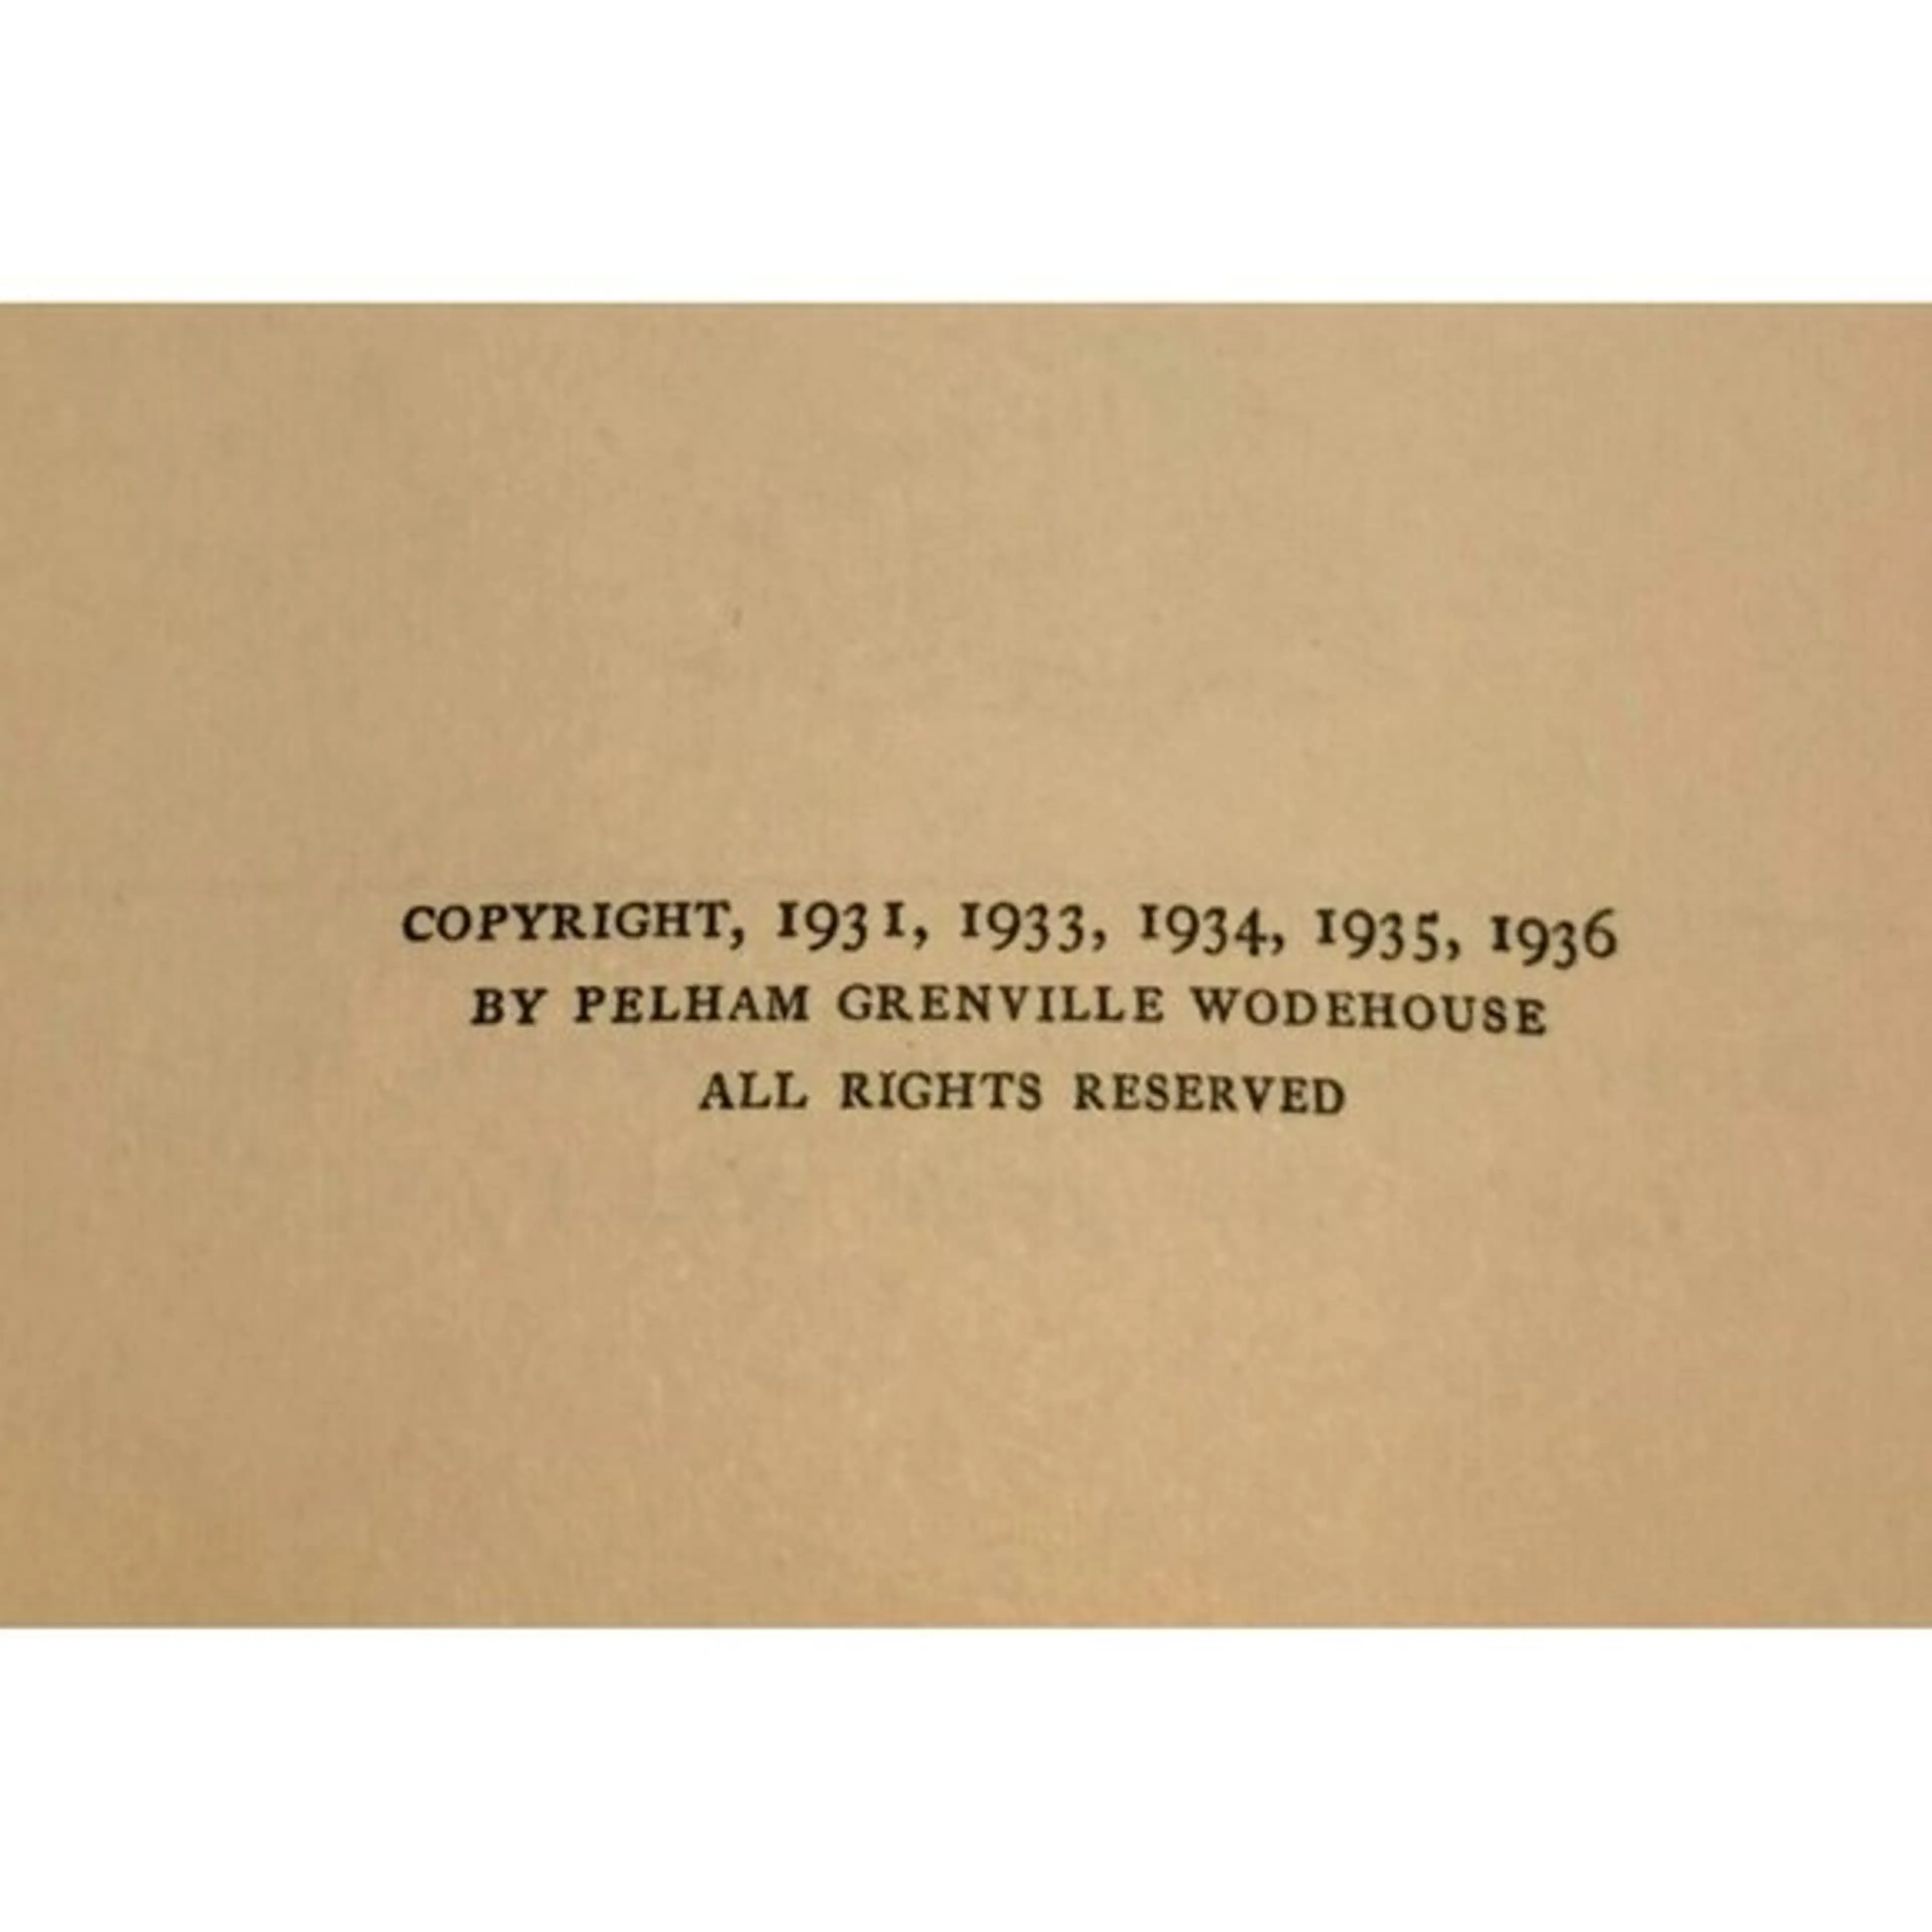 COPYRIGHT, 1931, 1933, 1934, 1935, 1936
BY PELHAM GRENVILLE WODEHOUSE
ALL RIGHTS RESERVED